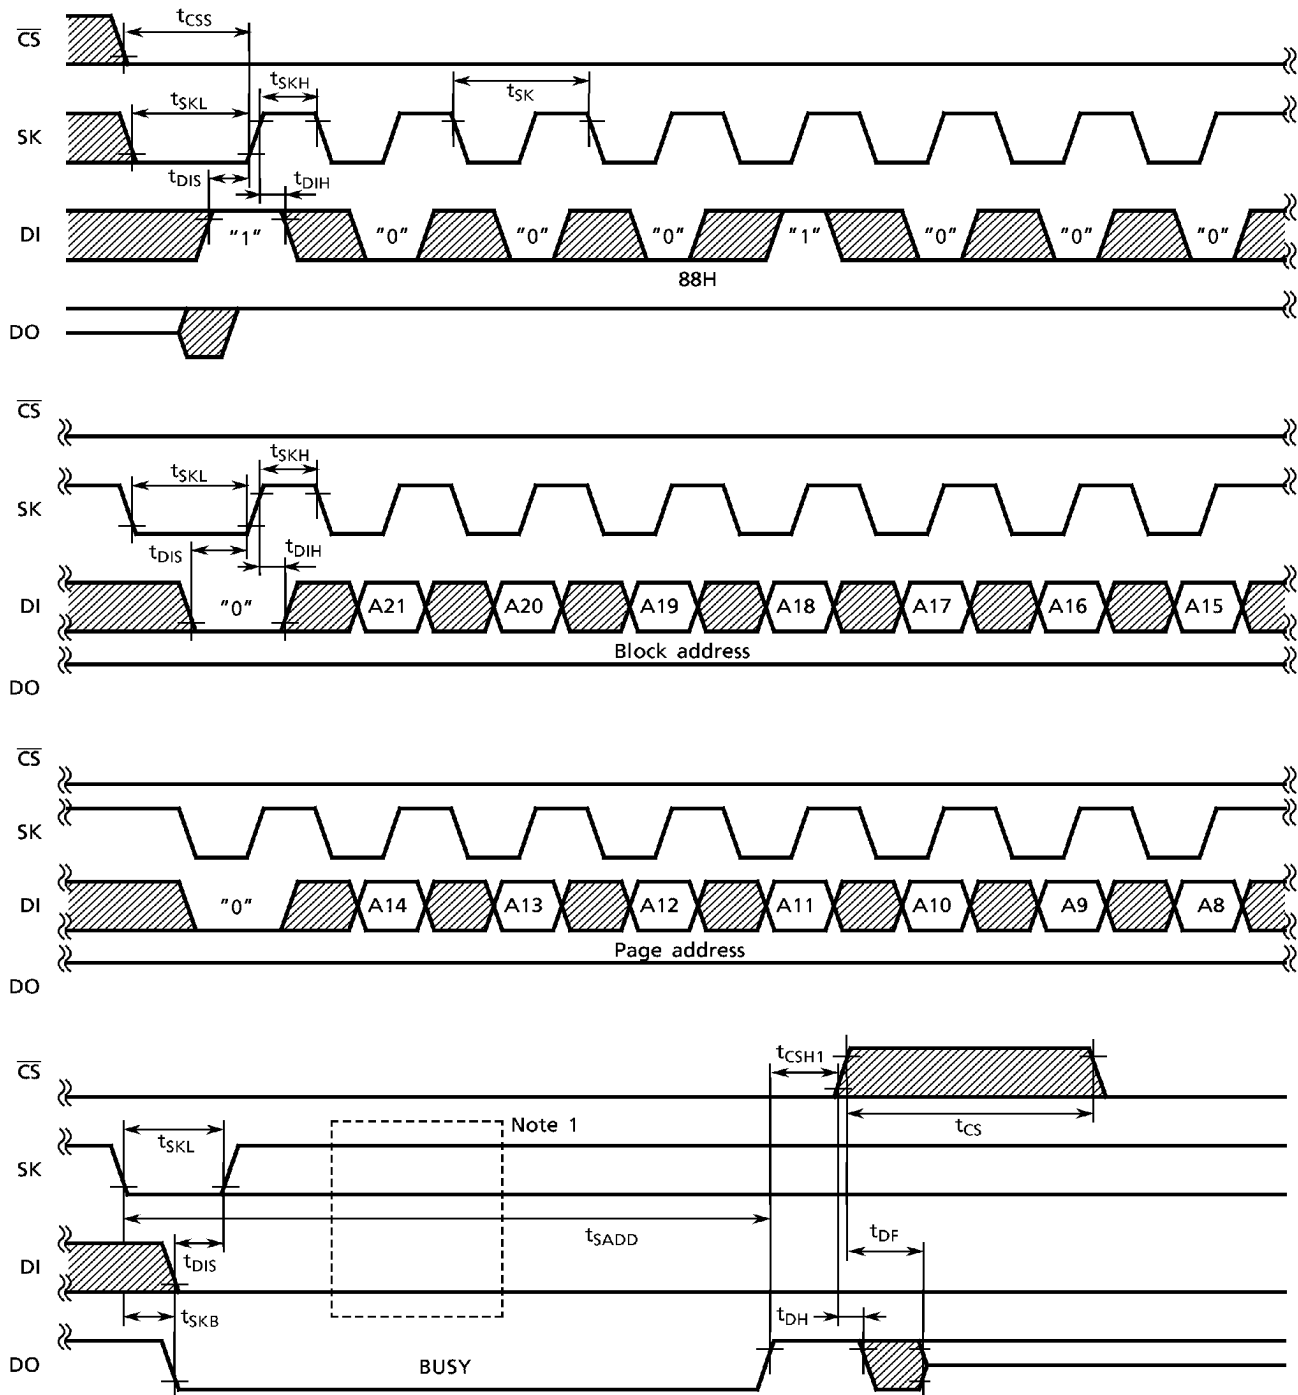 CS
tCSS
SK
tSKL
tSKH
tSK
tDIS
tDIH
DI
"1" "0" "0" "0" "1" "0" "0" "0"
88H
DO
CS
SK
tSKL
tSKH
tDIS
tDIH
DI
"0" A21 A20 A19 A18 A17 A16 A15
Block address
DO
CS
SK
DI
"0" A14 A13 A12 A11 A10 A9 A8
Page address
DO
CS
tCSH1
tCS
SK
tSKL
Note 1
tSADD
DI
tDIS
tDF
tSKB
tDH
DO
BUSY